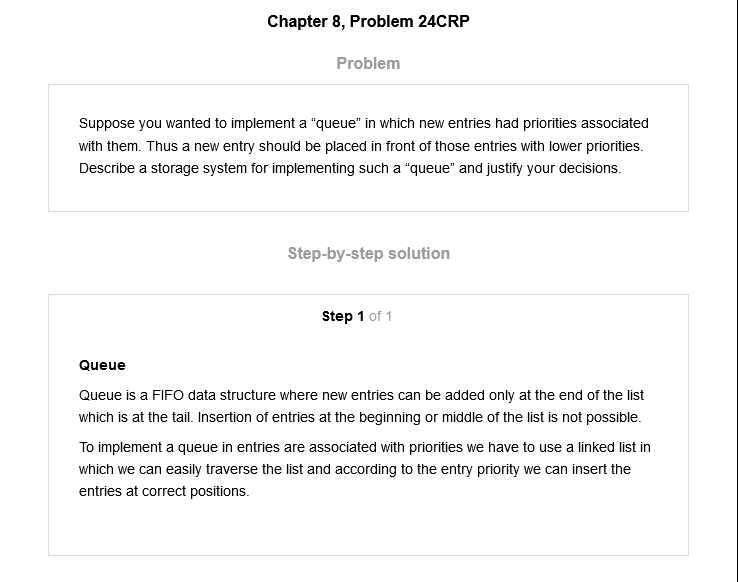 Chapter 8, Problem 24CRP
Problem
Suppose you wanted to implement a “queue” in which new entries had priorities associated
with them. Thus a new entry should be placed in front of those entries with lower priorities.
Describe a storage system for implementing such a “queue” and justify your decisions.
Step-by-step solution
Step 1 of 1
Queue
Queue is a FIFO data structure where new entries can be added only at the end of the list
which is at the tail. Insertion of entries at the beginning or middle of the list is not possible.
To implement a queue in entries are associated with priorities we have to use a linked list in
which we can easily traverse the list and according to the entry priority we can insert the
entries at correct positions.